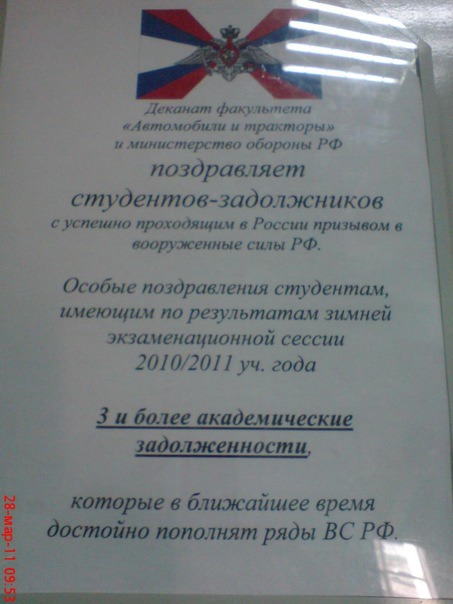 Деканат факультета
«Автомобили и тракторы»
и министерство обороны РФ
поздравляет
студентов-задолжников
с успешно проходящим в России призывом в
вооруженные силы РФ.
Особые поздравления студентам,
имеющим по результатам зимней
экзаменационной сессии
2010/2011 уч. года
3 и более академические
задолженности,
которые в ближайшее время
достойно пополнят ряды ВС РФ.
28-мар-11 09:53